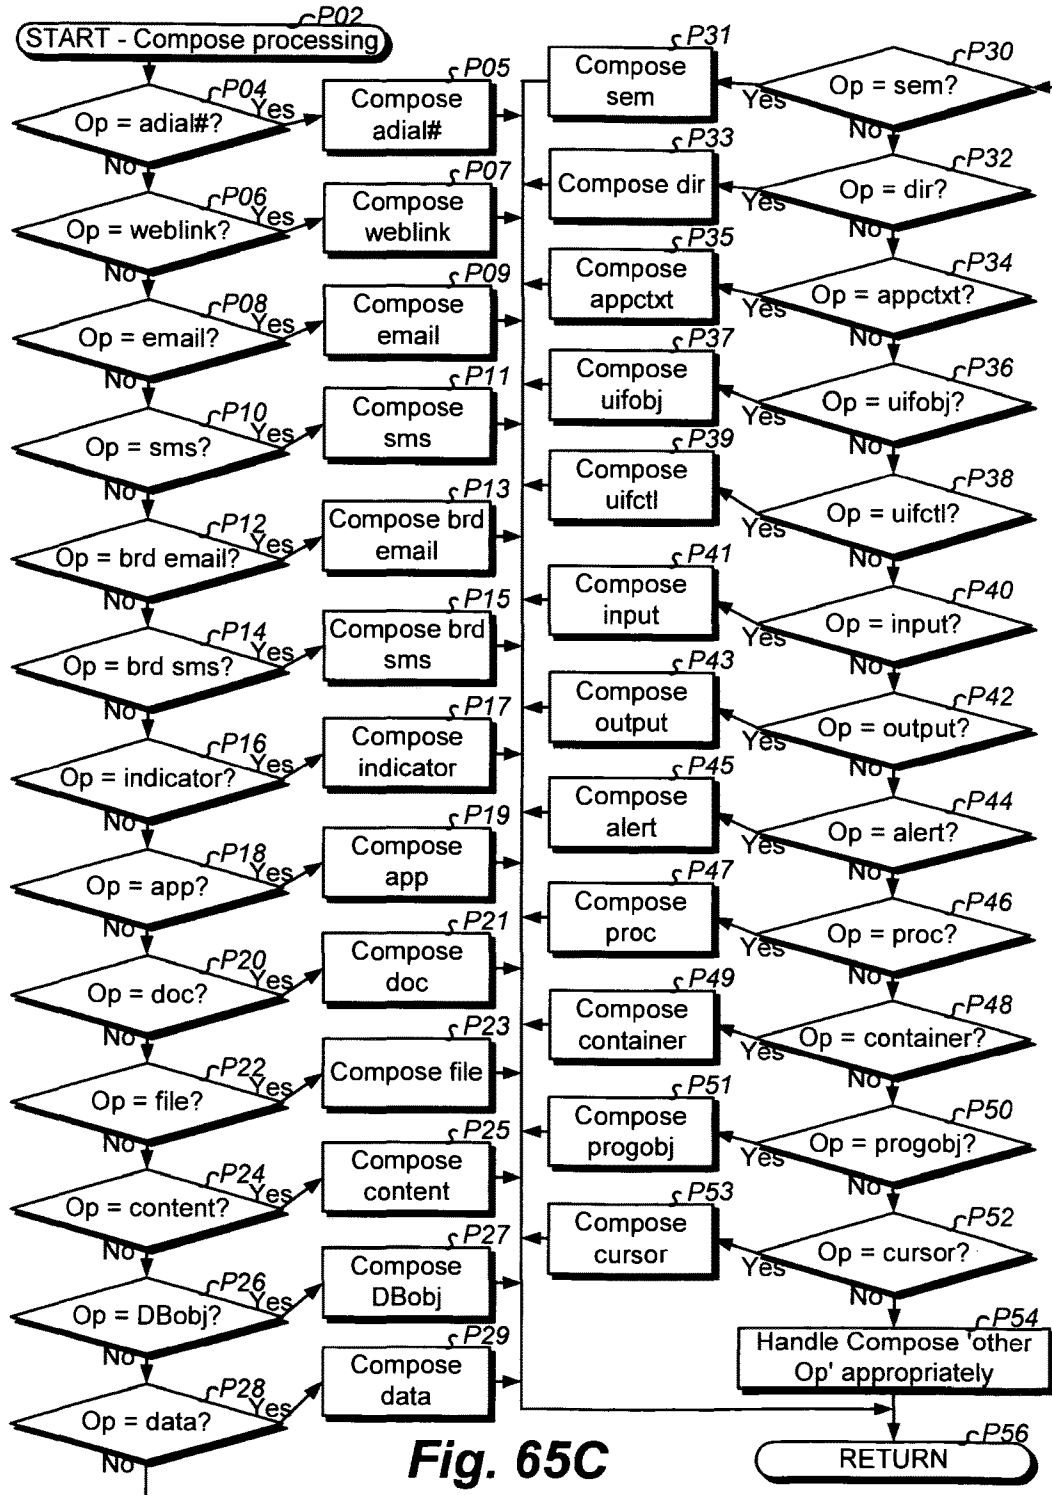 P02
START - Compose processing
P04
Op = adial#?
Yes
No
P05
Compose
adial#
P06
Op = weblink?
Yes
No
P07
Compose
weblink
P08
Op = email?
Yes
No
P09
Compose
email
P10
Op = sms?
Yes
No
P11
Compose
sms
P12
Op = brd email?
Yes
No
P13
Compose brd
email
P14
Op = brd sms?
Yes
No
P15
Compose brd
sms
P16
Op = indicator?
Yes
No
P17
Compose
indicator
P18
Op = app?
Yes
No
P19
Compose
app
P20
Op = doc?
Yes
No
P21
Compose
doc
P22
Op = file?
Yes
No
P23
Compose file
P24
Op = content?
Yes
No
P25
Compose
content
P26
Op = DBobj?
Yes
No
P27
Compose
DBobj
P28
Op = data?
Yes
No
P29
Compose
data
P30
Op = sem?
Yes
No
P31
Compose
sem
P32
Op = dir?
Yes
No
P33
Compose dir
P34
Op = appctxt?
Yes
No
P35
Compose
appctxt
P36
Op = uifobj?
Yes
No
P37
Compose
uifobj
P38
Op = uifctl?
Yes
No
P39
Compose
uifctl
P40
Op = input?
Yes
No
P41
Compose
input
P42
Op = output?
Yes
No
P43
Compose
output
P44
Op = alert?
Yes
No
P45
Compose
alert
P46
Op = proc?
Yes
No
P47
Compose
proc
P48
Op = container?
Yes
No
P49
Compose
container
P50
Op = progobj?
Yes
No
P51
Compose
progobj
P52
Op = cursor?
Yes
No
P53
Compose
cursor
P54
Handle Compose 'other
Op' appropriately
P56
RETURN
Fig. 65C